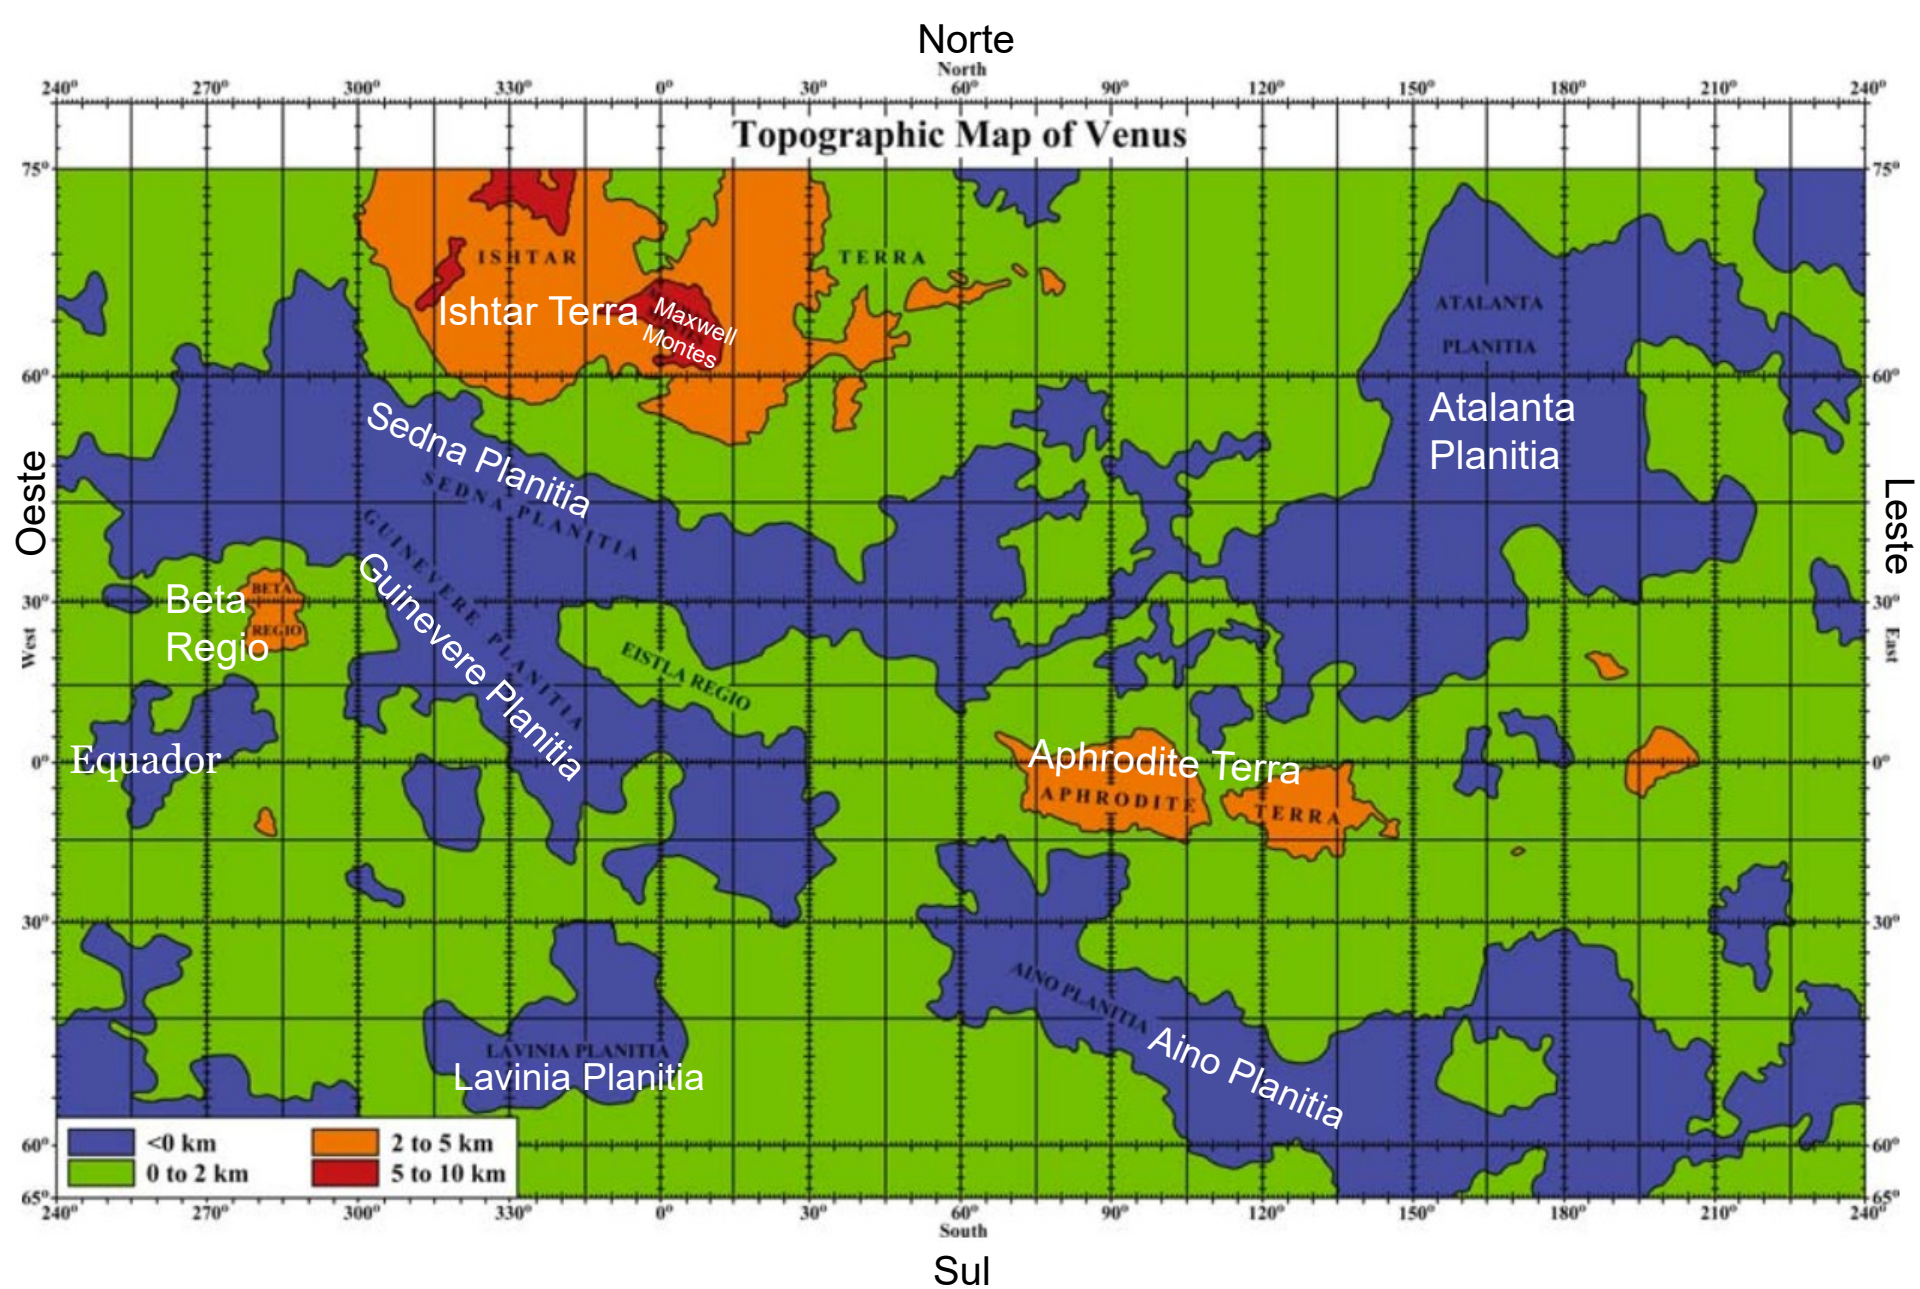 Norte
North
240° 270° 300° 330° 0° 30° 60° 90° 120° 150° 180° 210° 240°
Topographic Map of Venus
75° 75°
ISHTAR TERRA
Ishtar Terra
Maxwell
Montes
ATALANTA
PLANITIA
60° 60°
Atalanta
Planitia
Sedna Planitia
SEDNA PLANITIA
Oeste
Leste
GUINEVERE PLANITIA
Guinevere Planitia
Beta
Regio
BETA
REGIO
30° 30°
West
East
EISTLA REGIO
Equador
0° 0°
Aphrodite Terra
APHRODITE TERRA
30° 30°
AINO PLANITIA
Aino Planitia
LAVINIA PLANITIA
Lavinia Planitia
<0 km
2 to 5 km
0 to 2 km
5 to 10 km
60° 60°
65° 65°
240° 270° 300° 330° 0° 30° 60° 90° 120° 150° 180° 210° 240°
South
Sul